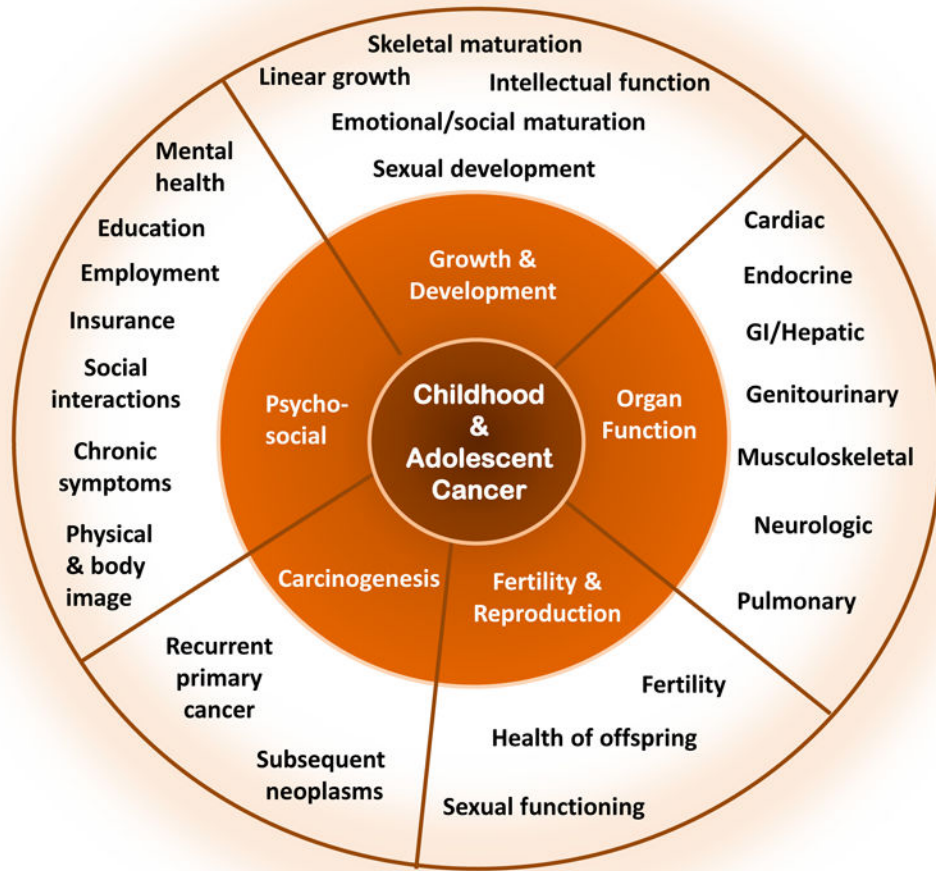 Skeletal maturation
Linear growth
Intellectual function
Emotional/social maturation
Sexual development
Mental
health
Education
Employment
Insurance
Social
interactions
Chronic
symptoms
Physical
& body
image
Growth &
Development
Psycho-
social
Childhood
&
Adolescent
Cancer
Organ
Function
Carcinogenesis
Fertility &
Reproduction
Cardiac
Endocrine
GI/Hepatic
Genitourinary
Musculoskeletal
Neurologic
Pulmonary
Recurrent
primary
cancer
Subsequent
neoplasms
Fertility
Health of offspring
Sexual functioning